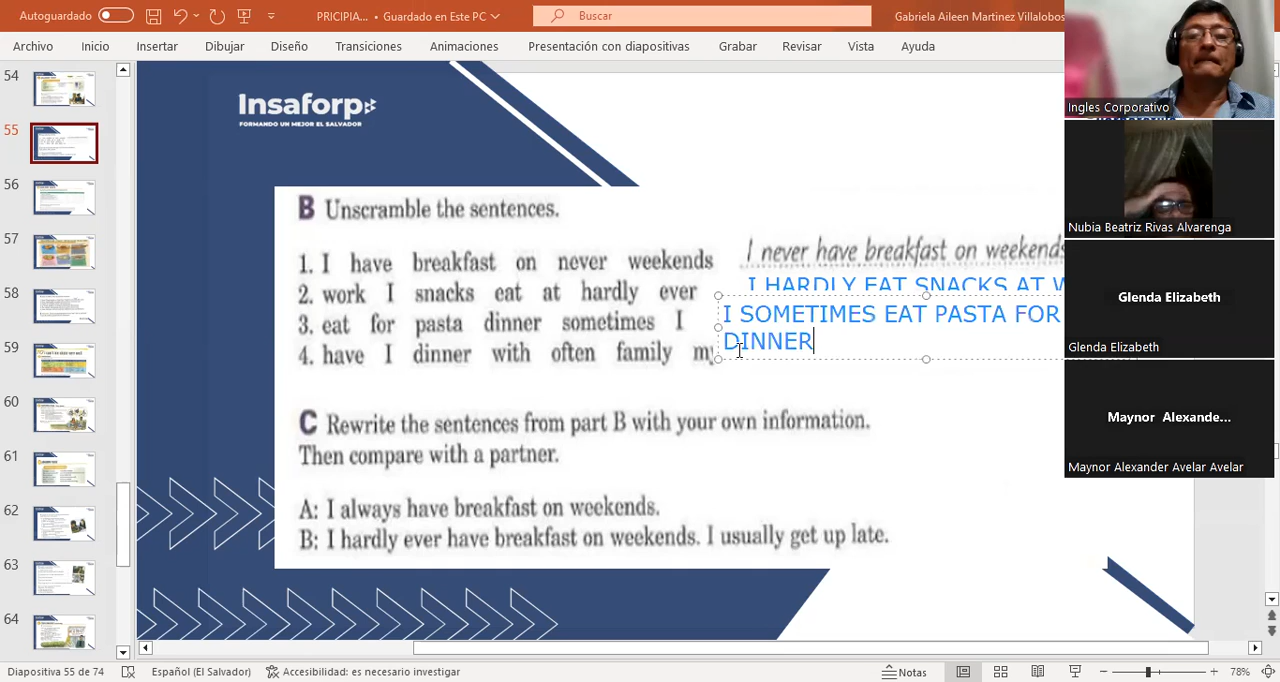 Autoguardado
PRICIPIA... • Guardado en Este PC
Buscar
Gabriela Aileen Martinez Villalobos
Archivo Inicio Insertar Dibujar Diseño Transiciones Animaciones Presentación con diapositivas Grabar Revisar Vista Ayuda
54
55
56
57
58
59
60
61
62
63
64
Insaforp
FORMANDO UN MEJOR EL SALVADOR
B Unscramble the sentences.
1. I have breakfast on never weekends
I never have breakfast on weekends
2. work I snacks eat at hardly ever
I HARDLY EAT SNACKS AT W
3. eat for pasta dinner sometimes I
I SOMETIMES EAT PASTA FOR
DINNER
4. have I dinner with often family my
C Rewrite the sentences from part B with your own information.
Then compare with a partner.
A: I always have breakfast on weekends.
B: I hardly ever have breakfast on weekends. I usually get up late.
Ingles Corporativo
Nubia Beatriz Rivas Alvarenga
Glenda Elizabeth
Glenda Elizabeth
Maynor Alexande...
Maynor Alexander Avelar Avelar
Diapositiva 55 de 74
Español (El Salvador)
Accesibilidad: es necesario investigar
Notas
78%